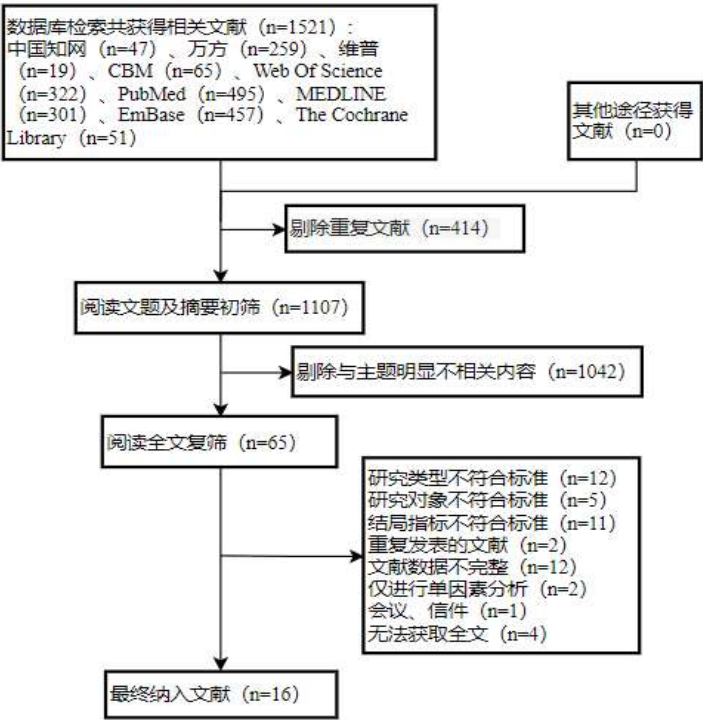 数据库检索共获得相关文献（n=1521）:
中国知网（n=47）、万方（n=259）、维普
（n=19）、CBM（n=65）、Web Of Science
（n=322）、PubMed（n=495）、MEDLINE
（n=301）、EmBase（n=457）、The Cochrane
Library（n=51）
其他途径获得
文献（n=0）
剔除重复文献（n=414）
阅读文题及摘要初筛（n=1107）
剔除与主题明显不相关内容（n=1042）
阅读全文复筛（n=65）
研究类型不符合标准（n=12）
研究对象不符合标准（n=5）
结局指标不符合标准（n=11）
重复发表的文献（n=2）
文献数据不完整（n=12）
仅进行单因素分析（n=2）
会议、信件（n=1）
无法获取全文（n=4）
最终纳入文献（n=16）